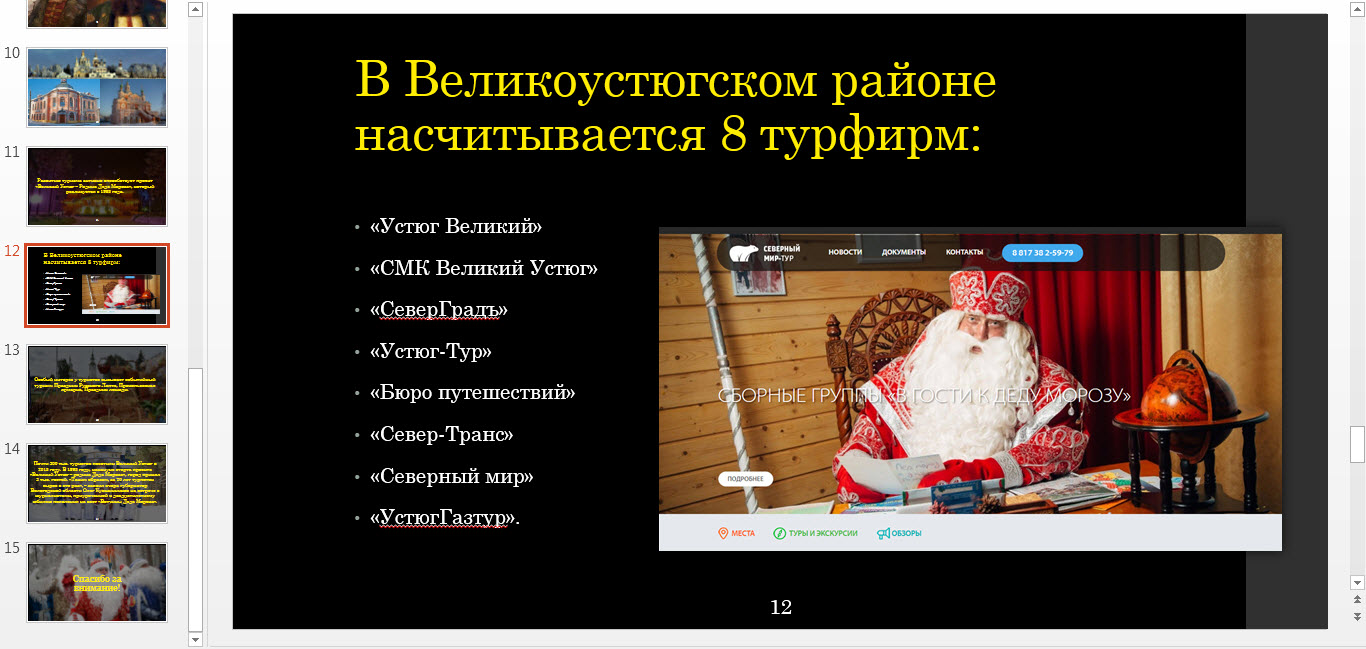 10
11
12
13
14
15
Спасибо за
внимание!
В Великоустюгском районе
насчитывается 8 турфирм:
• «Устюг Великий»
• «СМК Великий Устюг»
• «СеверГрадъ»
• «Устюг-Тур»
• «Бюро путешествий»
• «Север-Транс»
• «Северный мир»
• «УстюгГазтур».
СЕВЕРНЫЙ
МИР-ТУР
НОВОСТИ ДОКУМЕНТЫ КОНТАКТЫ 8 817 38 2-59-79
СБОРНЫЕ ГРУППЫ «В ГОСТИ К ДЕДУ МОРОЗУ»
ПОДРОБНЕЕ
МЕСТА ТУРЫ И ЭКСКУРСИИ ОБЗОРЫ
12